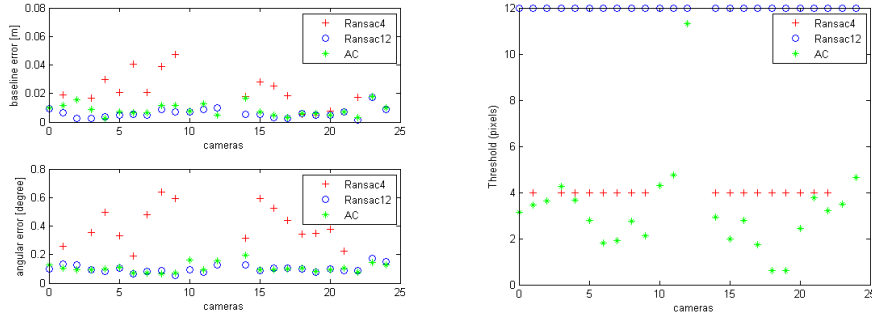 0.08
0.06
0.04
0.02
0
baseline error [m]
0 5 10 15 20 25
cameras
Ransac4
Ransac12
AC
0.8
0.6
0.4
0.2
0
angular error [degree]
0 5 10 15 20 25
cameras
Ransac4
Ransac12
AC
12
10
8
6
4
2
0
Threshold (pixels)
0 5 10 15 20 25
cameras
Ransac4
Ransac12
AC